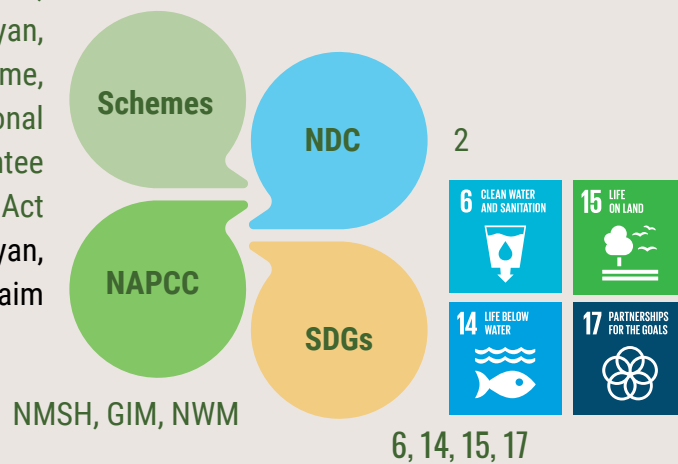 yan,
me,
onal
ntee
Act
yan,
aim
Schemes
NDC
2
NAPCC
SDGs
6 CLEAN WATER
AND SANITATION
15 LIFE
ON LAND
14 LIFE BELOW
WATER
17 PARTNERSHIPS
FOR THE GOALS
NMSH, GIM, NWM
6, 14, 15, 17